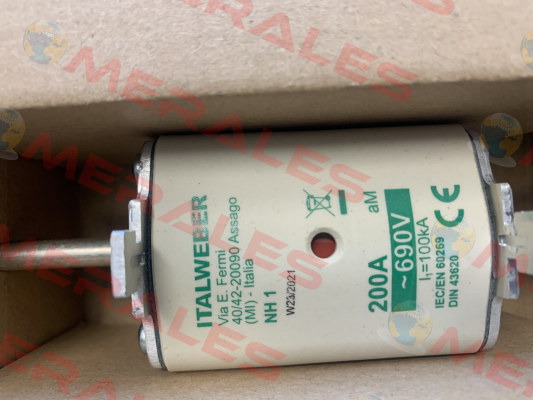 ITALWEBER
Via E. Fermi
40/42-20090 Assago
(MI) - Italia
NH 1
W23/2021
200A
aM
~690V
I1=100kA
IEC/EN 60269
DIN 43620
CE
MERALES
MERALES
MERALES
MERALES